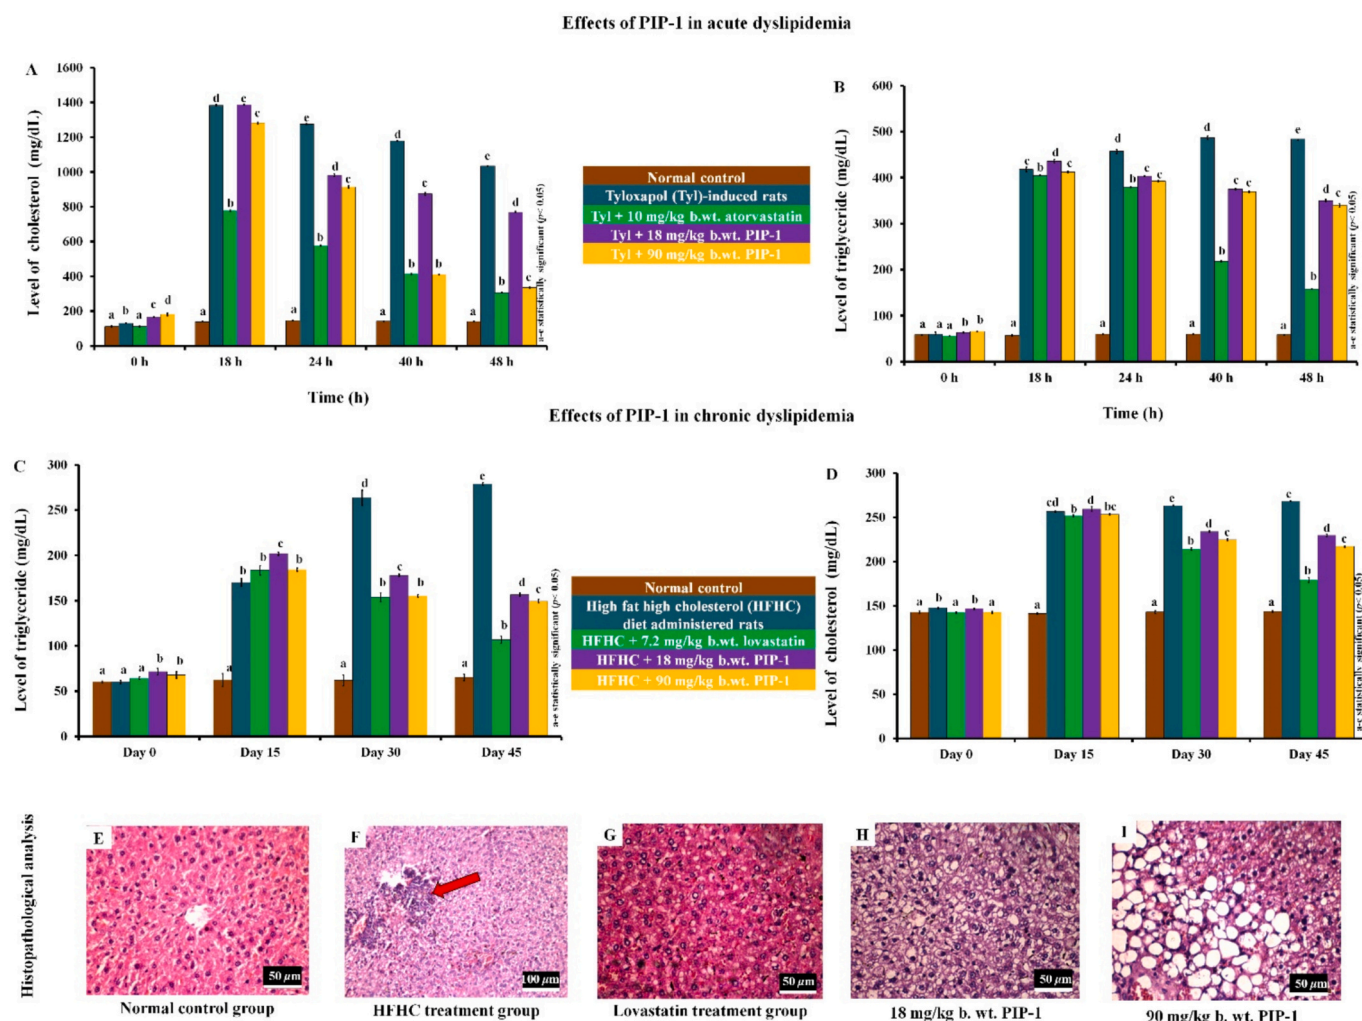 Effects of PIP-1 in acute dyslipidemia
A
Level of cholesterol (mg/dL)
1600
1400
1200
1000
800
600
400
200
0
a b a c d
a d b e c
a e b d c
a d b c b
a e b d c
0 h 18 h 24 h 40 h 48 h
Time (h)
a-e statistically significant (p< 0.05)
Normal control
Tyloxapol (Tyl)-induced rats
Tyl + 10 mg/kg b.wt. atorvastatin
Tyl + 18 mg/kg b.wt. PIP-1
Tyl + 90 mg/kg b.wt. PIP-1
B
Level of triglyceride (mg/dL)
600
500
400
300
200
100
0
a a a b b
a c b d c
a d b c c
a d b c c
a e b d c
0 h 18 h 24 h 40 h 48 h
Time (h)
a-e statistically significant (p< 0.05)
Effects of PIP-1 in chronic dyslipidemia
C
Level of triglyceride (mg/dL)
300
250
200
150
100
50
0
a a a b b
a b b c b
a d b c b
a e b d c
Day 0 Day 15 Day 30 Day 45
a-e statistically significant (p< 0.05)
Normal control
High fat high cholesterol (HFHC)
diet administered rats
HFHC + 7.2 mg/kg b.wt. lovastatin
HFHC + 18 mg/kg b.wt. PIP-1
HFHC + 90 mg/kg b.wt. PIP-1
D
Level of cholesterol (mg/dL)
300
250
200
150
100
50
0
a b a b a
a cd b d bc
a e b d c
a e b d c
Day 0 Day 15 Day 30 Day 45
a-e statistically significant (p< 0.05)
Histopathological analysis
E
50 µm
Normal control group
F
100 µm
HFHC treatment group
G
50 µm
Lovastatin treatment group
H
50 µm
18 mg/kg b. wt. PIP-1
I
50 µm
90 mg/kg b. wt. PIP-1